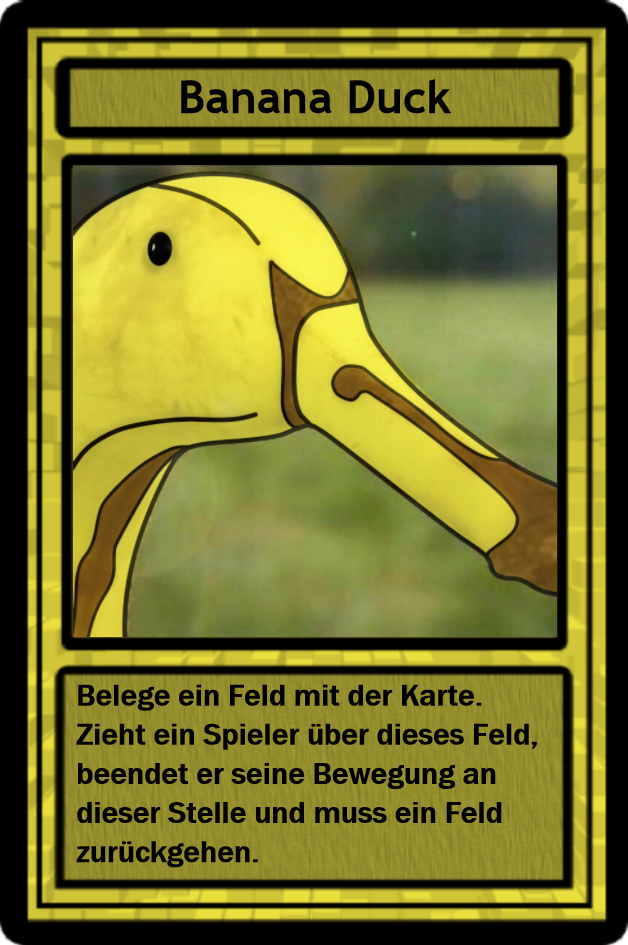 Banana Duck
Belege ein Feld mit der Karte.
Zieht ein Spieler über dieses Feld,
beendet er seine Bewegung an
dieser Stelle und muss ein Feld
zurückgehen.